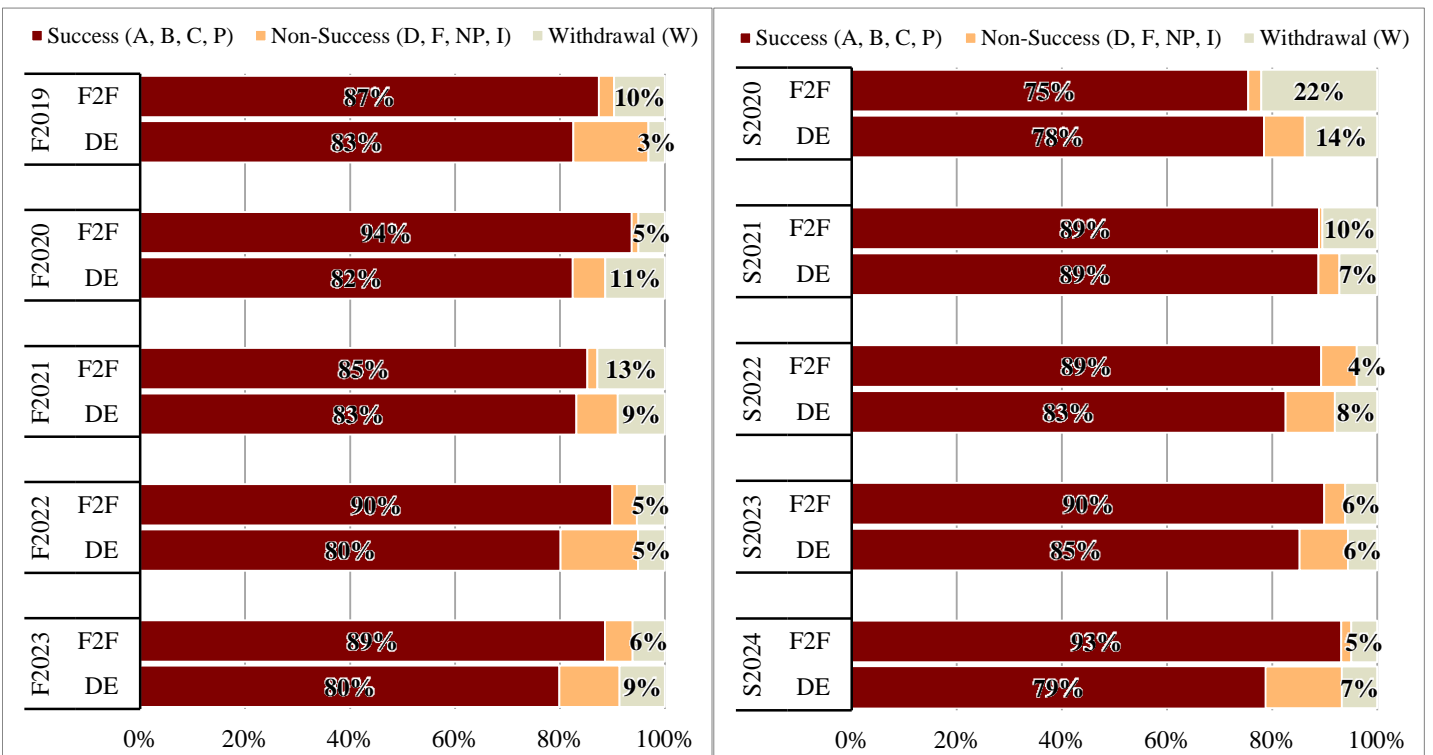 Success (A, B, C, P) Non-Success (D, F, NP, I) Withdrawal (W)
F2019
F2F 87% 10%
DE 83% 3%
F2020
F2F 94% 5%
DE 82% 11%
F2021
F2F 85% 13%
DE 83% 9%
F2022
F2F 90% 5%
DE 80% 5%
F2023
F2F 89% 6%
DE 80% 9%
0% 20% 40% 60% 80% 100%
Success (A, B, C, P) Non-Success (D, F, NP, I) Withdrawal (W)
S2020
F2F 75% 22%
DE 78% 14%
S2021
F2F 89% 10%
DE 89% 7%
S2022
F2F 89% 4%
DE 83% 8%
S2023
F2F 90% 6%
DE 85% 6%
S2024
F2F 93% 5%
DE 79% 7%
0% 20% 40% 60% 80% 100%